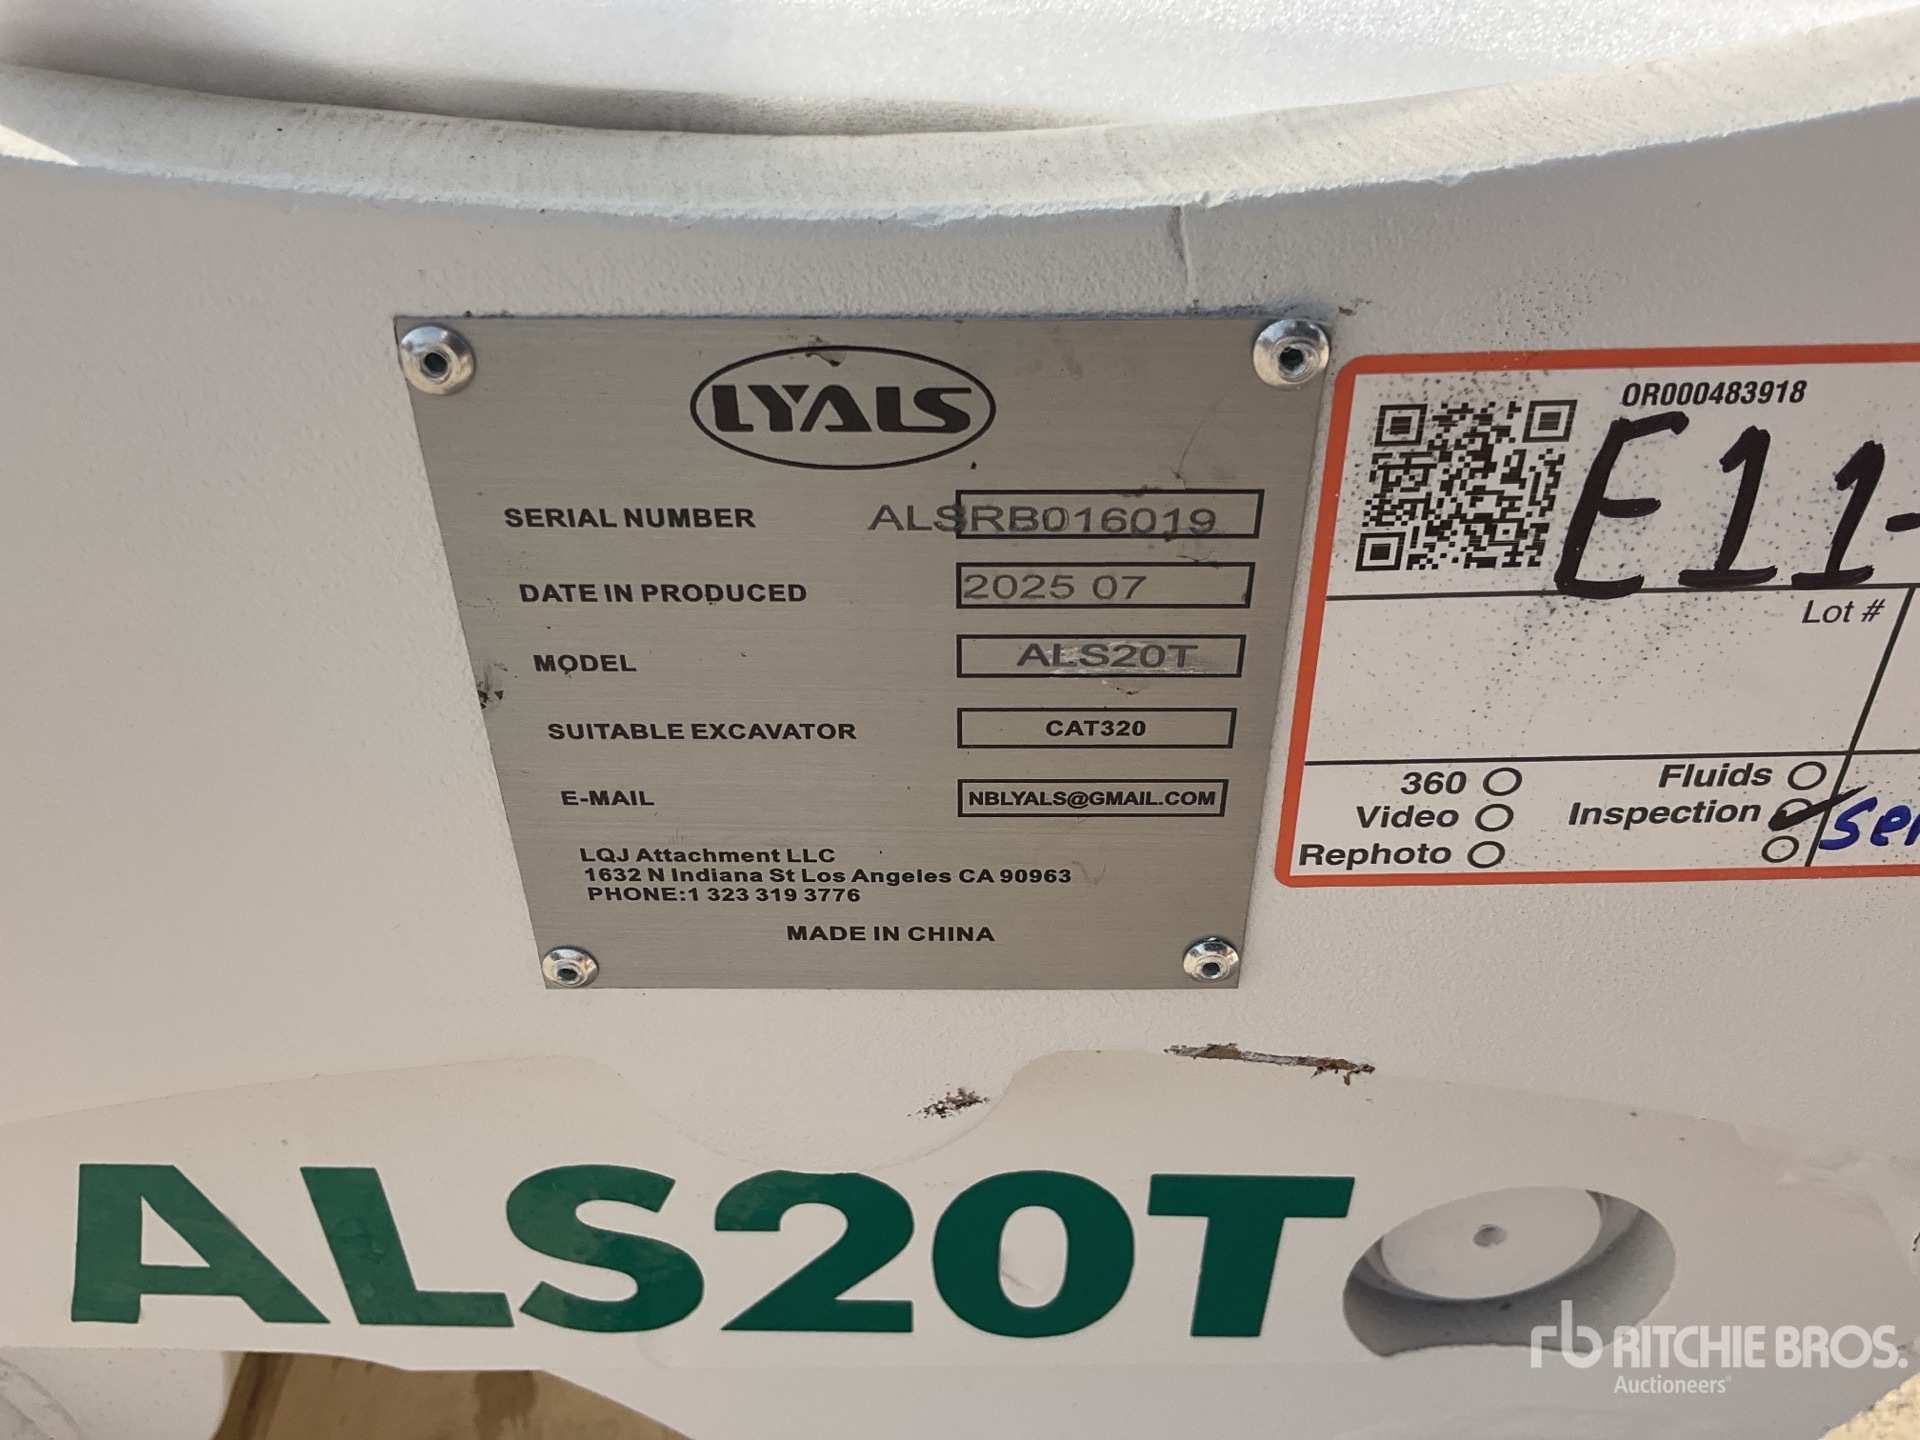 LYALS
SERIAL NUMBER ALSRB016019
DATE IN PRODUCED 2025 07
MODEL ALS20T
SUITABLE EXCAVATOR CAT320
E-MAIL NBLYALS@GMAIL.COM
LQJ Attachment LLC
1632 N Indiana St Los Angeles CA 90963
PHONE:1 323 319 3776
MADE IN CHINA
OR000483918
E11-
Lot #
360 Fluids
Video Inspection
Rephoto
ALS20T
rb RITCHIE BROS.
Auctioneers